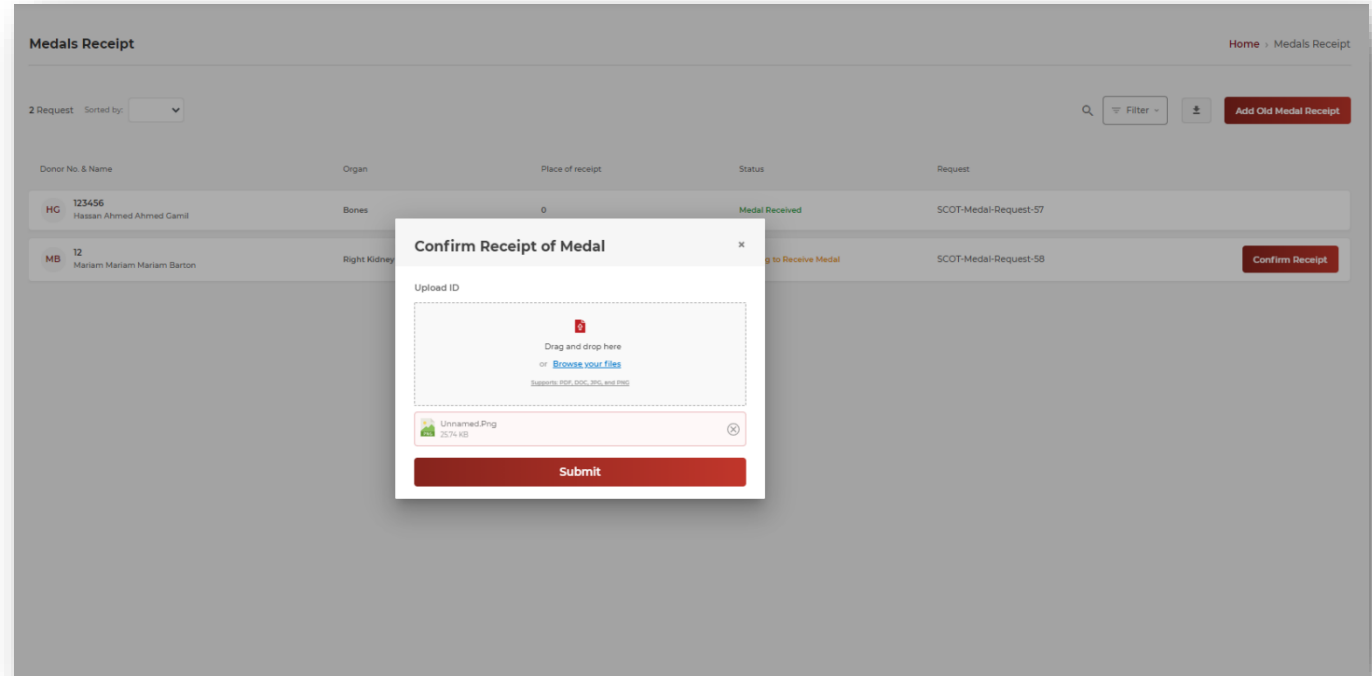 Medals Receipt
Home › Medals Receipt
2 Request Sorted by:
Filter
Add Old Medal Receipt
Donor No. & Name Organ Place of receipt Status Request
HG
123456
Hassan Ahmed Ahmed Gamil
Bones 0 Medal Received SCOT-Medal-Request-57
MB
12
Mariam Mariam Mariam Barton
Right Kidney
g to Receive Medal SCOT-Medal-Request-58 Confirm Receipt
Confirm Receipt of Medal ×
Upload ID
Drag and drop here
or Browse your files
Supports: PDF, DOC, JPG, and PNG
PNG
Unnamed.Png
25.74 KB
Submit